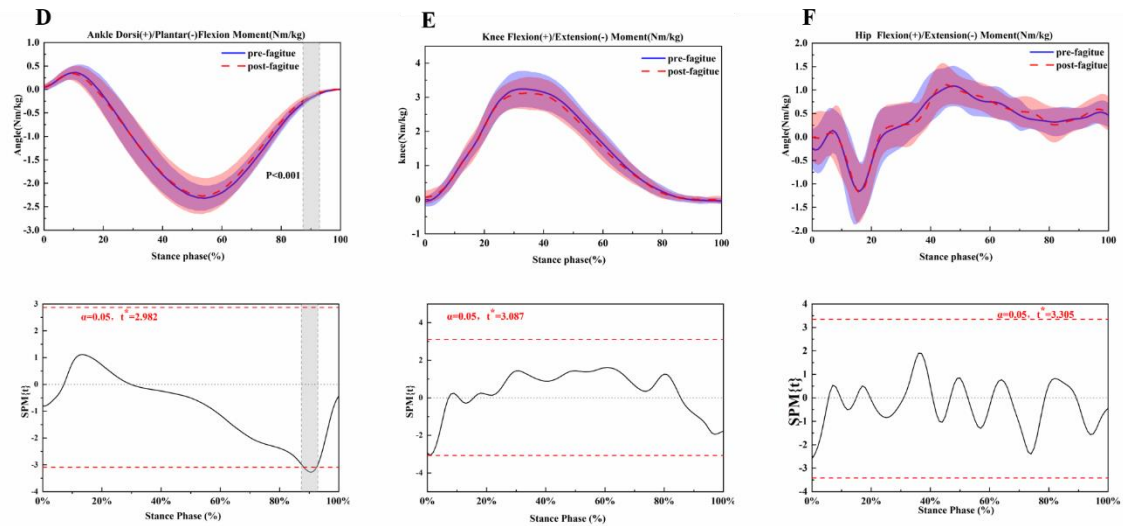 D
Ankle Dorsi(+)/Plantar(-)Flexion Moment(Nm/kg)
1.0
0.5
0.0
-0.5
-1.0
-1.5
-2.0
-2.5
-3.0
Angle(Nm/kg)
pre-fagitue
post-fagitue
P<0.001
0 20 40 60 80 100
Stance phase(%)
E
Knee Flexion(+)/Extension(-) Moment(Nm/kg)
4
3
2
1
0
-1
knee(Nm/kg)
pre-fagitue
post-fagitue
0 20 40 60 80 100
Stance phase(%)
F
Hip Flexion(+)/Extension(-) Moment(Nm/kg)
2.0
1.5
1.0
0.5
0.0
0.5
-1.0
-1.5
-2.0
Angle(Nm/kg)
pre-fagitue
post-fagitue
0 20 40 60 80 100
Stance phase(%)
3
2
1
0
-1
-2
-3
-4
SPM{t}
α=0.05, t*=2.982
0% 20% 40% 60% 80% 100%
Stance Phase (%)
5
4
2
0
-2
-4
-5
SPM{t}
α=0.05, t*=3.087
0% 20% 40% 60% 80% 100%
Stance Phase (%)
4
3
2
1
0
-1
-2
-3
-4
SPM{t}
α=0.05, t*=3.305
0% 20% 40% 60% 80% 100%
Stance Phase (%)